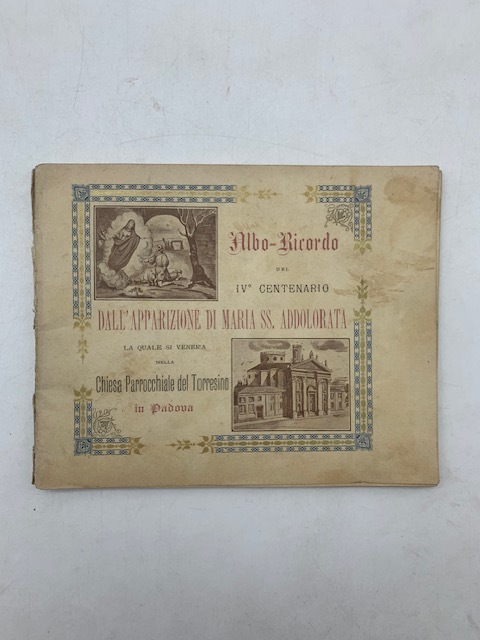 Albo-Ricordo
DEL
IVº CENTENARIO
DALL'APPARIZIONE DI MARIA SS. ADDOLORATA
LA QUALE SI VENERA
NELLA
Chiesa Parrocchiale del Torresino
in Padova